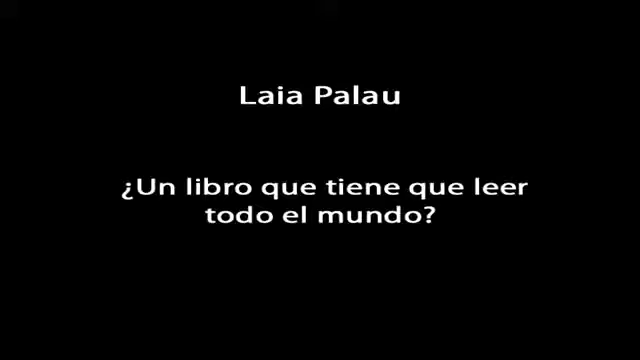 Laia Palau
¿Un libro que tiene que leer
todo el mundo?